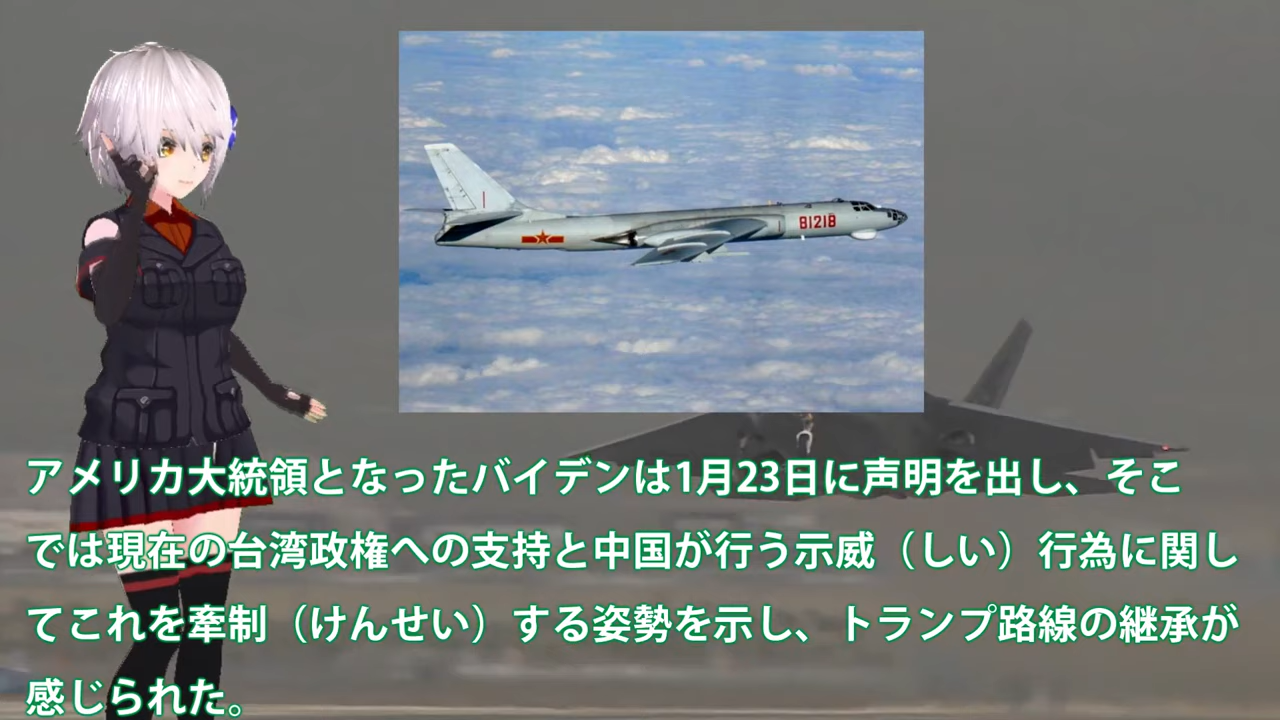 81218
アメリカ大統領となったバイデンは1月23日に声明を出し、そこ
では現在の台湾政権への支持と中国が行う示威（しい）行為に関し
てこれを牽制（けんせい）する姿勢を示し、トランプ路線の継承が
感じられた。